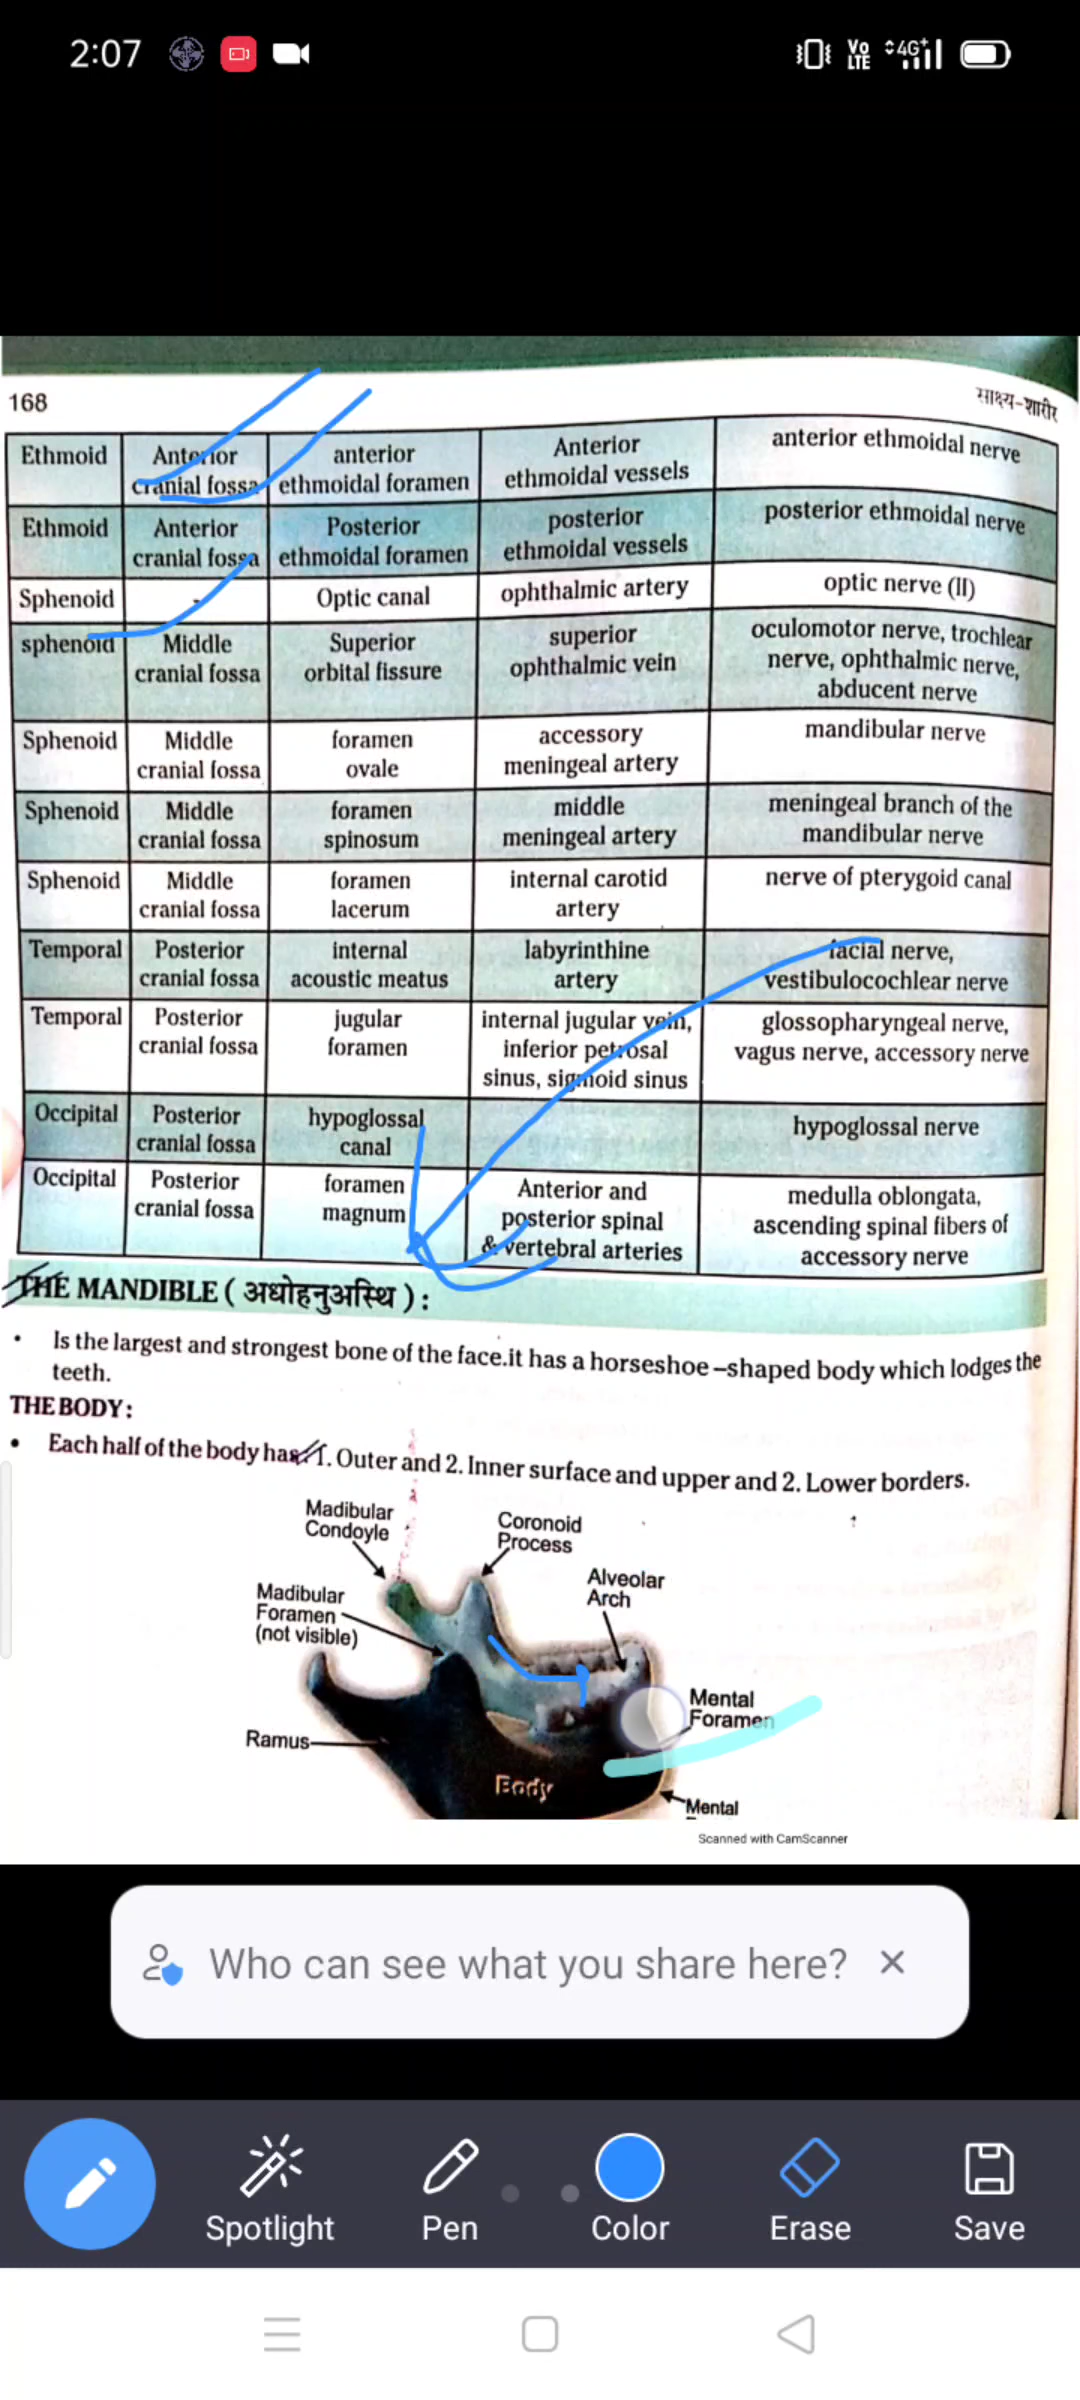 2:07
Vo LTE 4G+
168
साक्ष्य-शारीर
Ethmoid Anterior cranial fossa anterior ethmoidal foramen Anterior ethmoidal vessels anterior ethmoidal nerve
Ethmoid Anterior cranial fossa Posterior ethmoidal foramen posterior ethmoidal vessels posterior ethmoidal nerve
Sphenoid - Optic canal ophthalmic artery optic nerve (II)
sphenoid Middle cranial fossa Superior orbital fissure superior ophthalmic vein oculomotor nerve, trochlear nerve, ophthalmic nerve, abducent nerve
Sphenoid Middle cranial fossa foramen ovale accessory meningeal artery mandibular nerve
Sphenoid Middle cranial fossa foramen spinosum middle meningeal artery meningeal branch of the mandibular nerve
Sphenoid Middle cranial fossa foramen lacerum internal carotid artery nerve of pterygoid canal
Temporal Posterior cranial fossa internal acoustic meatus labyrinthine artery facial nerve, vestibulocochlear nerve
Temporal Posterior cranial fossa jugular foramen internal jugular vein, inferior petrosal sinus, sigmoid sinus glossopharyngeal nerve, vagus nerve, accessory nerve
Occipital Posterior cranial fossa hypoglossal canal hypoglossal nerve
Occipital Posterior cranial fossa foramen magnum Anterior and posterior spinal & vertebral arteries medulla oblongata, ascending spinal fibers of accessory nerve
THE MANDIBLE ( अधोहनुअस्थि ) :
• Is the largest and strongest bone of the face.it has a horseshoe –shaped body which lodges the
teeth.
THE BODY:
• Each half of the body has: 1. Outer and 2. Inner surface and upper and 2. Lower borders.
Madibular
Condoyle
Coronoid
Process
Alveolar
Arch
Madibular
Foramen
(not visible)
Mental
Foramen
Ramus
Body
Mental
Scanned with CamScanner
Who can see what you share here?
Spotlight Pen Color Erase Save